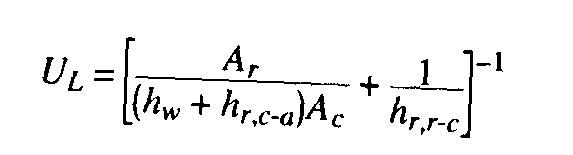 U_L = [ A_r / ((h_w + h_{r,c-a})A_c) + 1 / h_{r,r-c} ]^{-1}